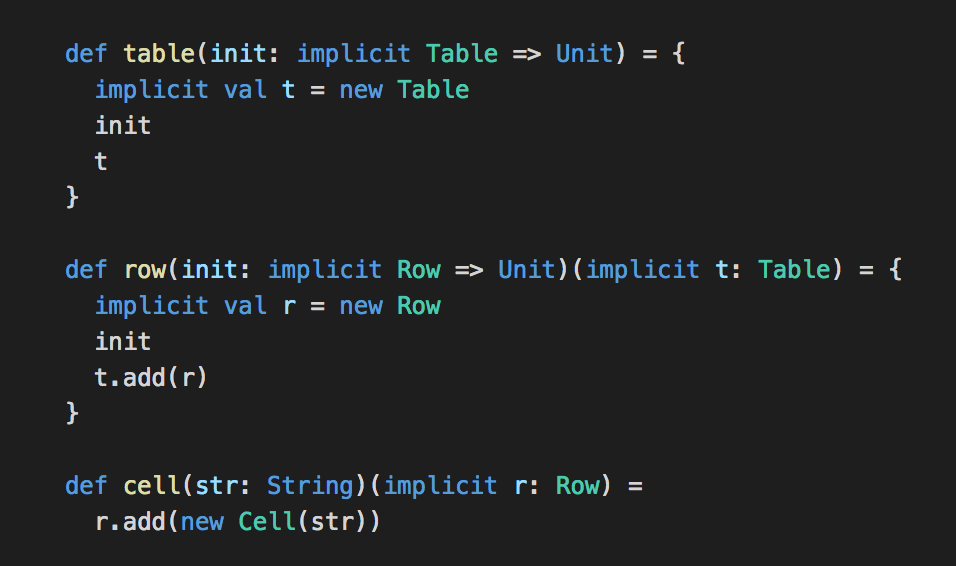 def table(init: implicit Table => Unit) = {
  implicit val t = new Table
  init
  t
}

def row(init: implicit Row => Unit)(implicit t: Table) = {
  implicit val r = new Row
  init
  t.add(r)
}

def cell(str: String)(implicit r: Row) =
  r.add(new Cell(str))